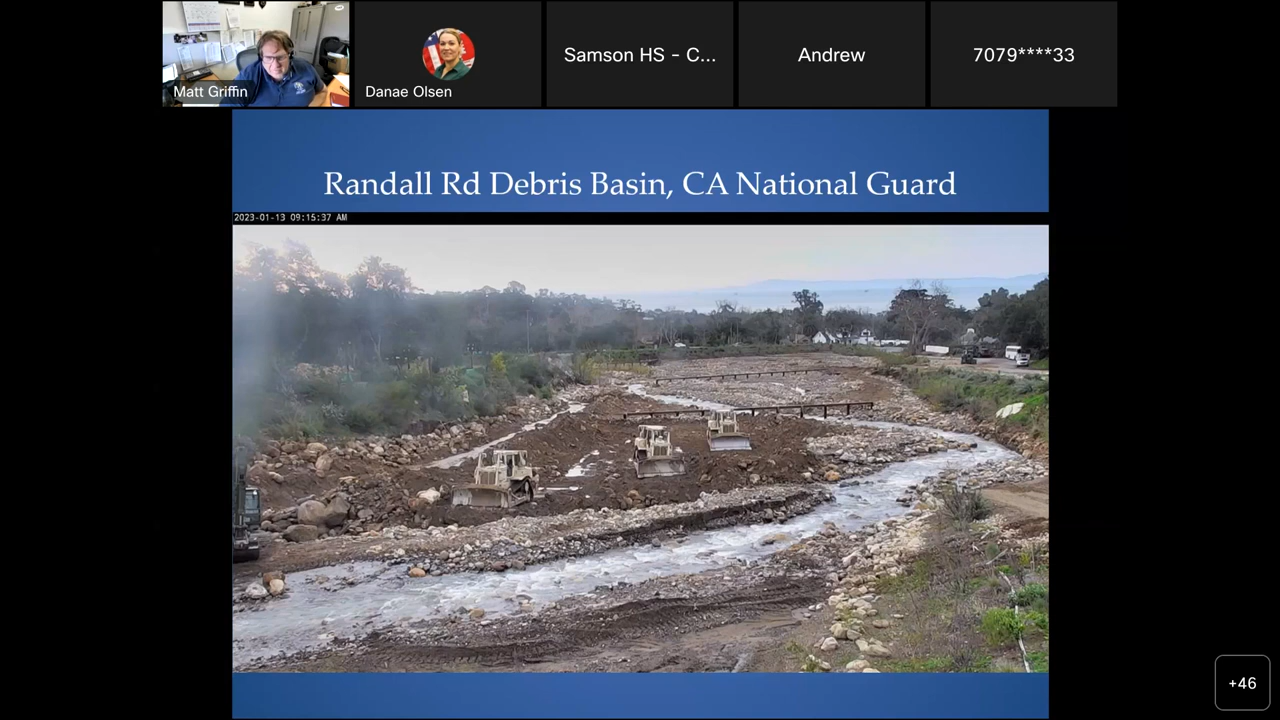 Matt Griffin
Danae Olsen
Samson HS - C...
Andrew
7079****33
Randall Rd Debris Basin, CA National Guard
2023-01-13 09:15:37 AM
+46